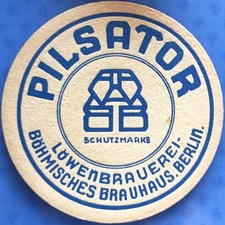 PILSATOR
SCHUTZMARKE
LÖWENBRAUEREI-
BÖHMISCHES BRAUHAUS. BERLIN.